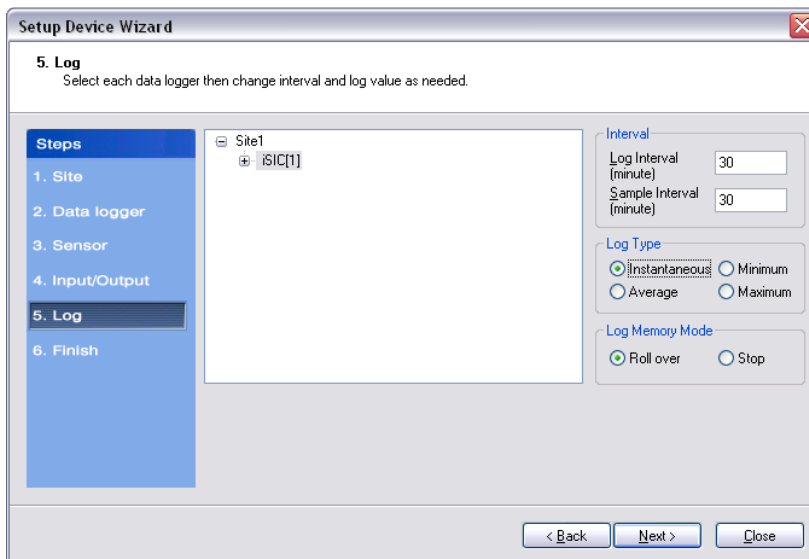 Setup Device Wizard
5. Log
Select each data logger then change interval and log value as needed.
Steps
1. Site
2. Data logger
3. Sensor
4. Input/Output
5. Log
6. Finish
Site1
iSIC[1]
Interval
Log Interval
(minute)
30
Sample Interval
(minute)
30
Log Type
Instantaneous
Minimum
Average
Maximum
Log Memory Mode
Roll over
Stop
< Back
Next >
Close